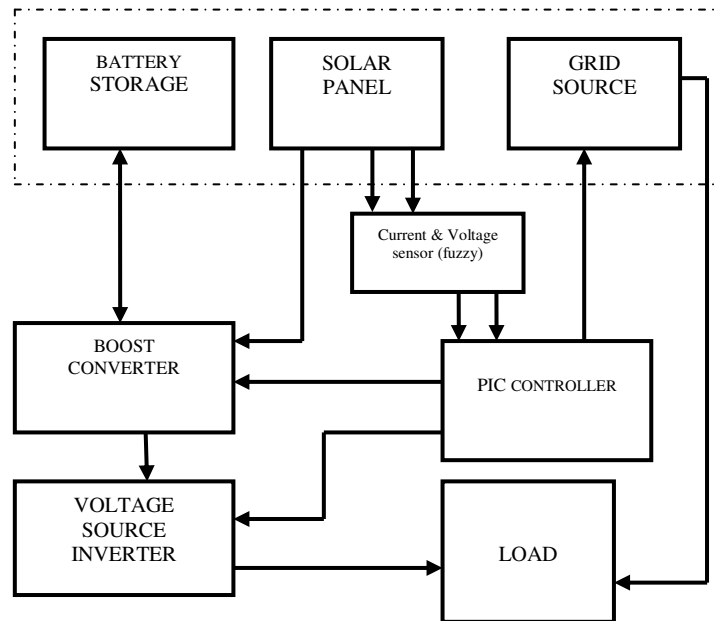 BATTERY
STORAGE
SOLAR
PANEL
GRID
SOURCE
Current & Voltage
sensor (fuzzy)
BOOST
CONVERTER
PIC CONTROLLER
VOLTAGE
SOURCE
INVERTER
LOAD